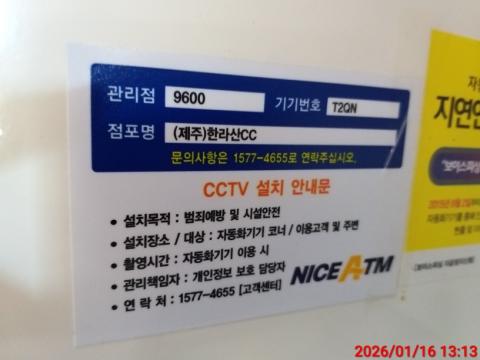 관리점 9600 기기번호 T2QN
점포명 (제주)한라산CC
문의사항은 1577-4655로 연락주십시오.
CCTV 설치 안내문
• 설치목적 : 범죄예방 및 시설안전
• 설치장소 / 대상 : 자동화기기 코너 / 이용고객 및 주변
• 촬영시간 : 자동화기기 이용 시
• 관리책임자 : 개인정보 보호 담당자
• 연 락 처 : 1577-4655 [고객센터]
NICE ATM
지연인
"보이스피싱
2026/01/16 13:13